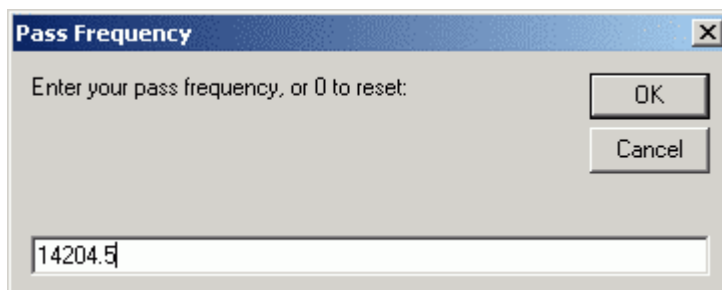 Pass Frequency
Enter your pass frequency, or 0 to reset:
OK
Cancel
14204.5